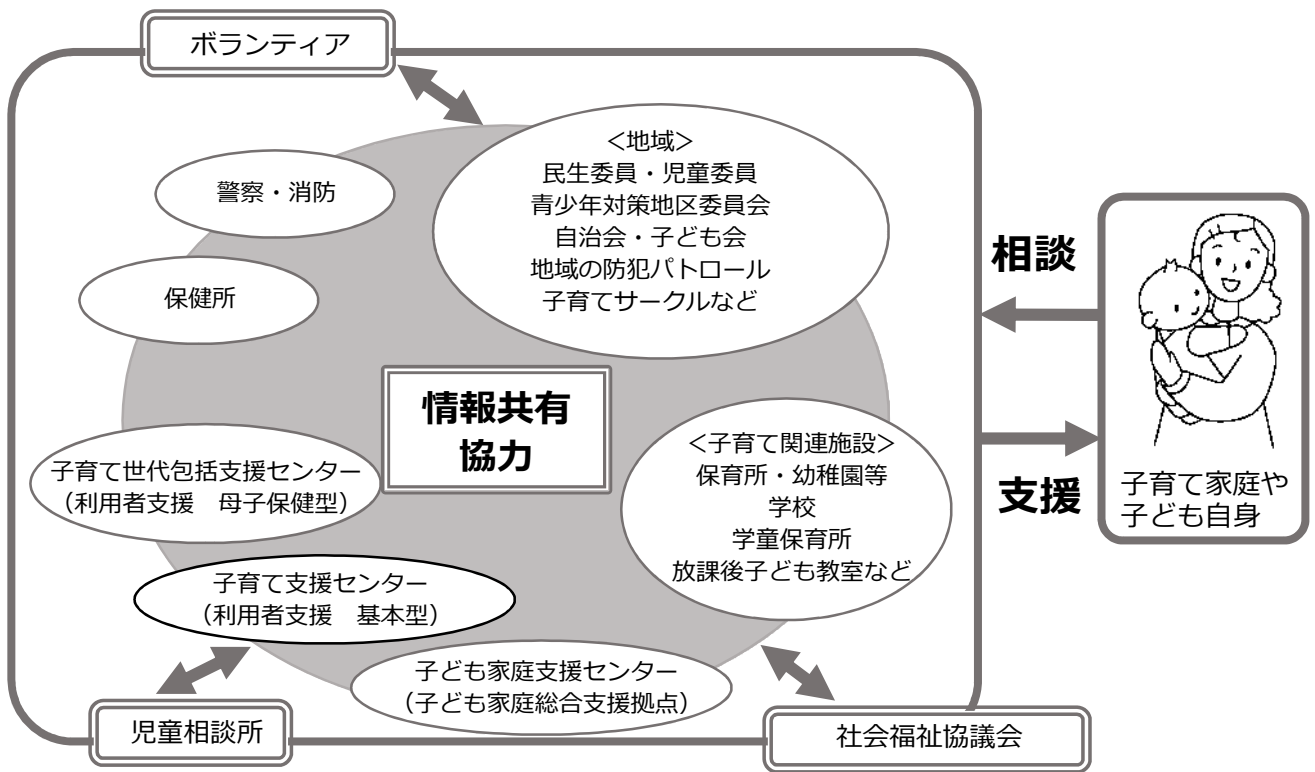 ボランティア
＜地域＞
民生委員・児童委員
青少年対策地区委員会
自治会・子ども会
地域の防犯パトロール
子育てサークルなど
警察・消防
保健所
相談
情報共有
協力
子育て世代包括支援センター
（利用者支援　母子保健型）
＜子育て関連施設＞
保育所・幼稚園等
学校
学童保育所
放課後子ども教室など
支援
子育て家庭や
子ども自身
子育て支援センター
（利用者支援　基本型）
子ども家庭支援センター
（子ども家庭総合支援拠点）
児童相談所
社会福祉協議会